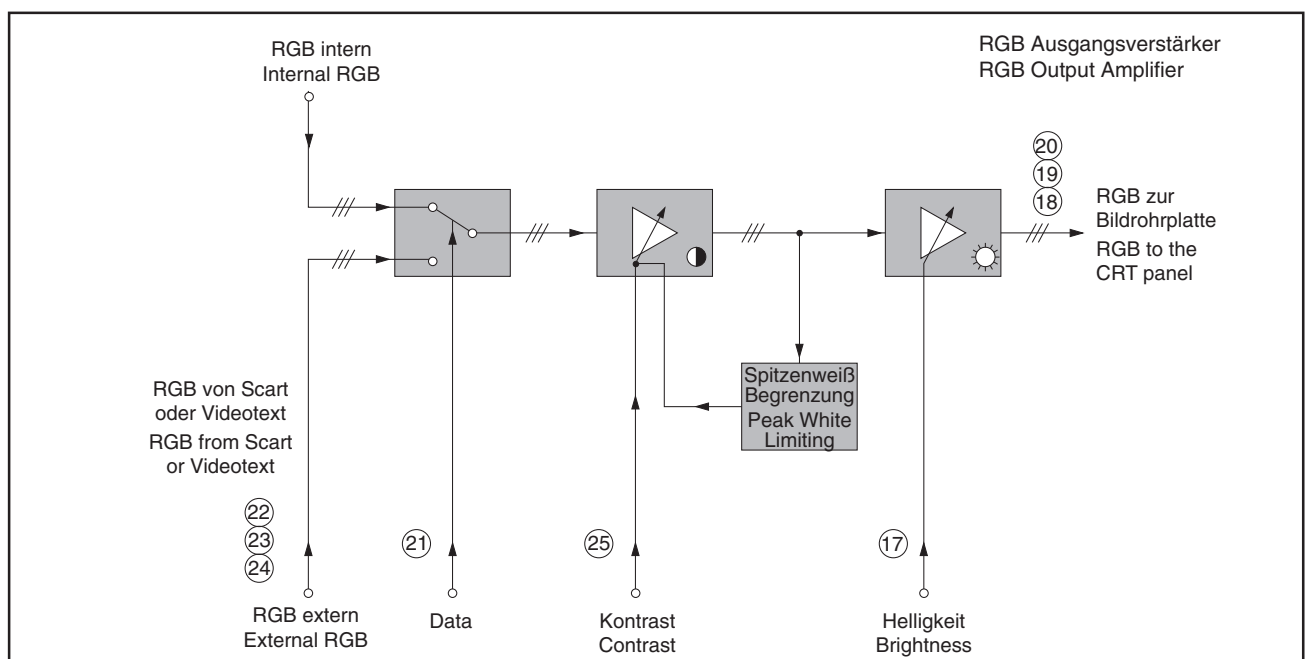 RGB intern
Internal RGB
RGB Ausgangsverstärker
RGB Output Amplifier
20
19
18
RGB zur
Bildrohrplatte
RGB to the
CRT panel
Spitzenweiß
Begrenzung
Peak White
Limiting
RGB von Scart
oder Videotext
RGB from Scart
or Videotext
22
23
24
21
25
17
RGB extern
External RGB
Data
Kontrast
Contrast
Helligkeit
Brightness